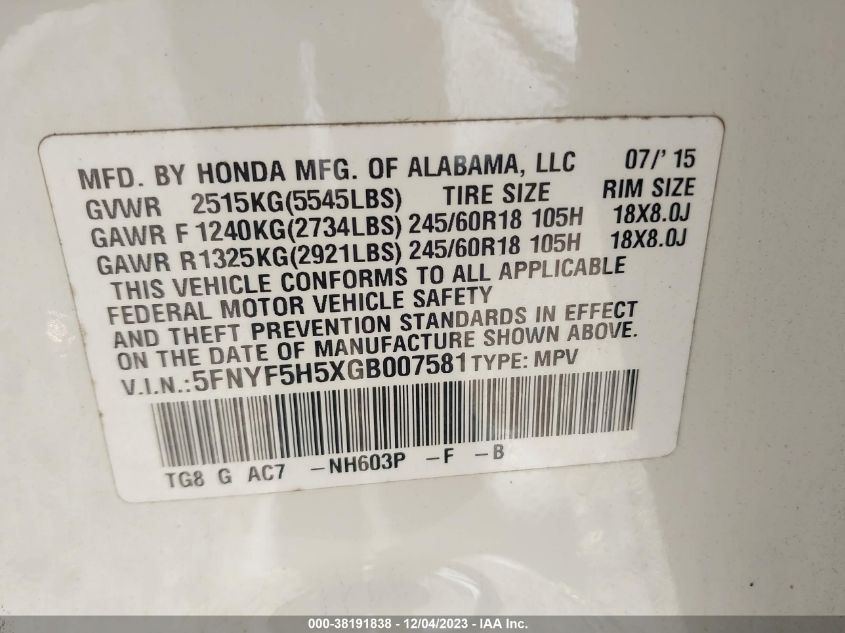 MFD. BY HONDA MFG. OF ALABAMA, LLC 07/'15
GVWR 2515KG(5545LBS) TIRE SIZE RIM SIZE
GAWR F 1240KG(2734LBS) 245/60R18 105H 18X8.0J
GAWR R 1325KG(2921LBS) 245/60R18 105H 18X8.0J
THIS VEHICLE CONFORMS TO ALL APPLICABLE
FEDERAL MOTOR VEHICLE SAFETY
AND THEFT PREVENTION STANDARDS IN EFFECT
ON THE DATE OF MANUFACTURE SHOWN ABOVE.
V.I.N.:5FNYF5H5XGB007581 TYPE: MPV
TG8 G AC7 -NH603P -F -B
000-38191838 - 12/04/2023 - IAA Inc.